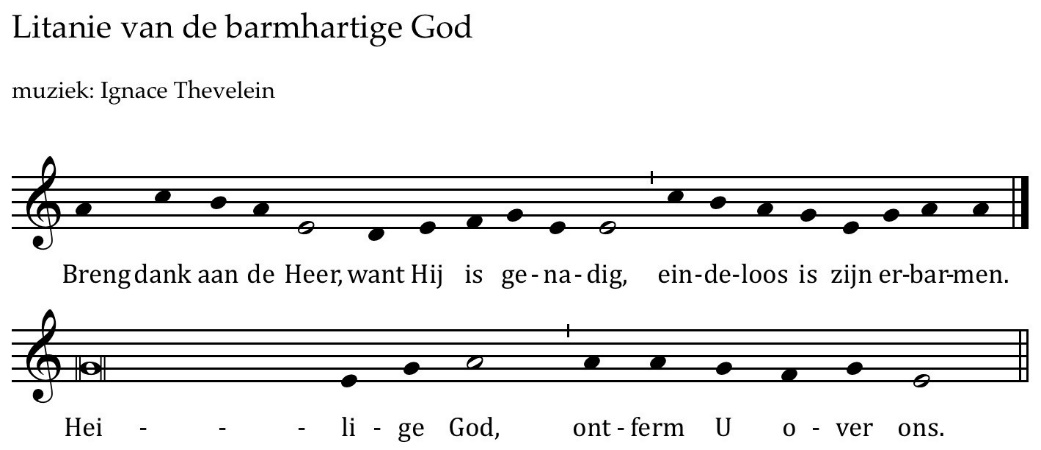 Litanie van de barmhartige God
muziek: Ignace Thevelein
Breng dank aan de Heer, want Hij is ge-na-dig, ein-de-loos is zijn er-bar-men.
Hei - - - li - ge God, ont - ferm U o - ver ons.